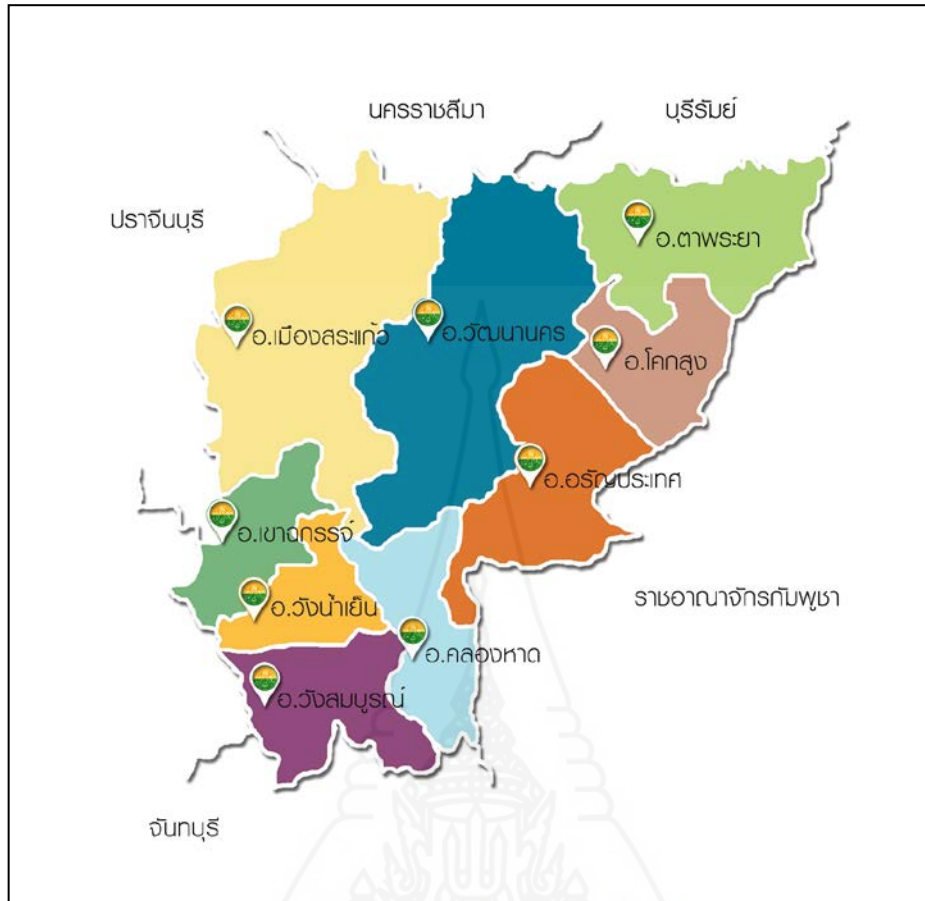 นครราชสีมา
บุรีรัมย์
ปราจีนบุรี
อ.ตาพระยา
อ.เมืองสระแก้ว
อ.วัฒนานคร
อ.โคกสูง
อ.อรัญประเทศ
อ.เขาฉกรรจ์
อ.วังน้ำเย็น
ราชอาณาจักรกัมพูชา
อ.คลองหาด
อ.วังสมบูรณ์
จันทบุรี